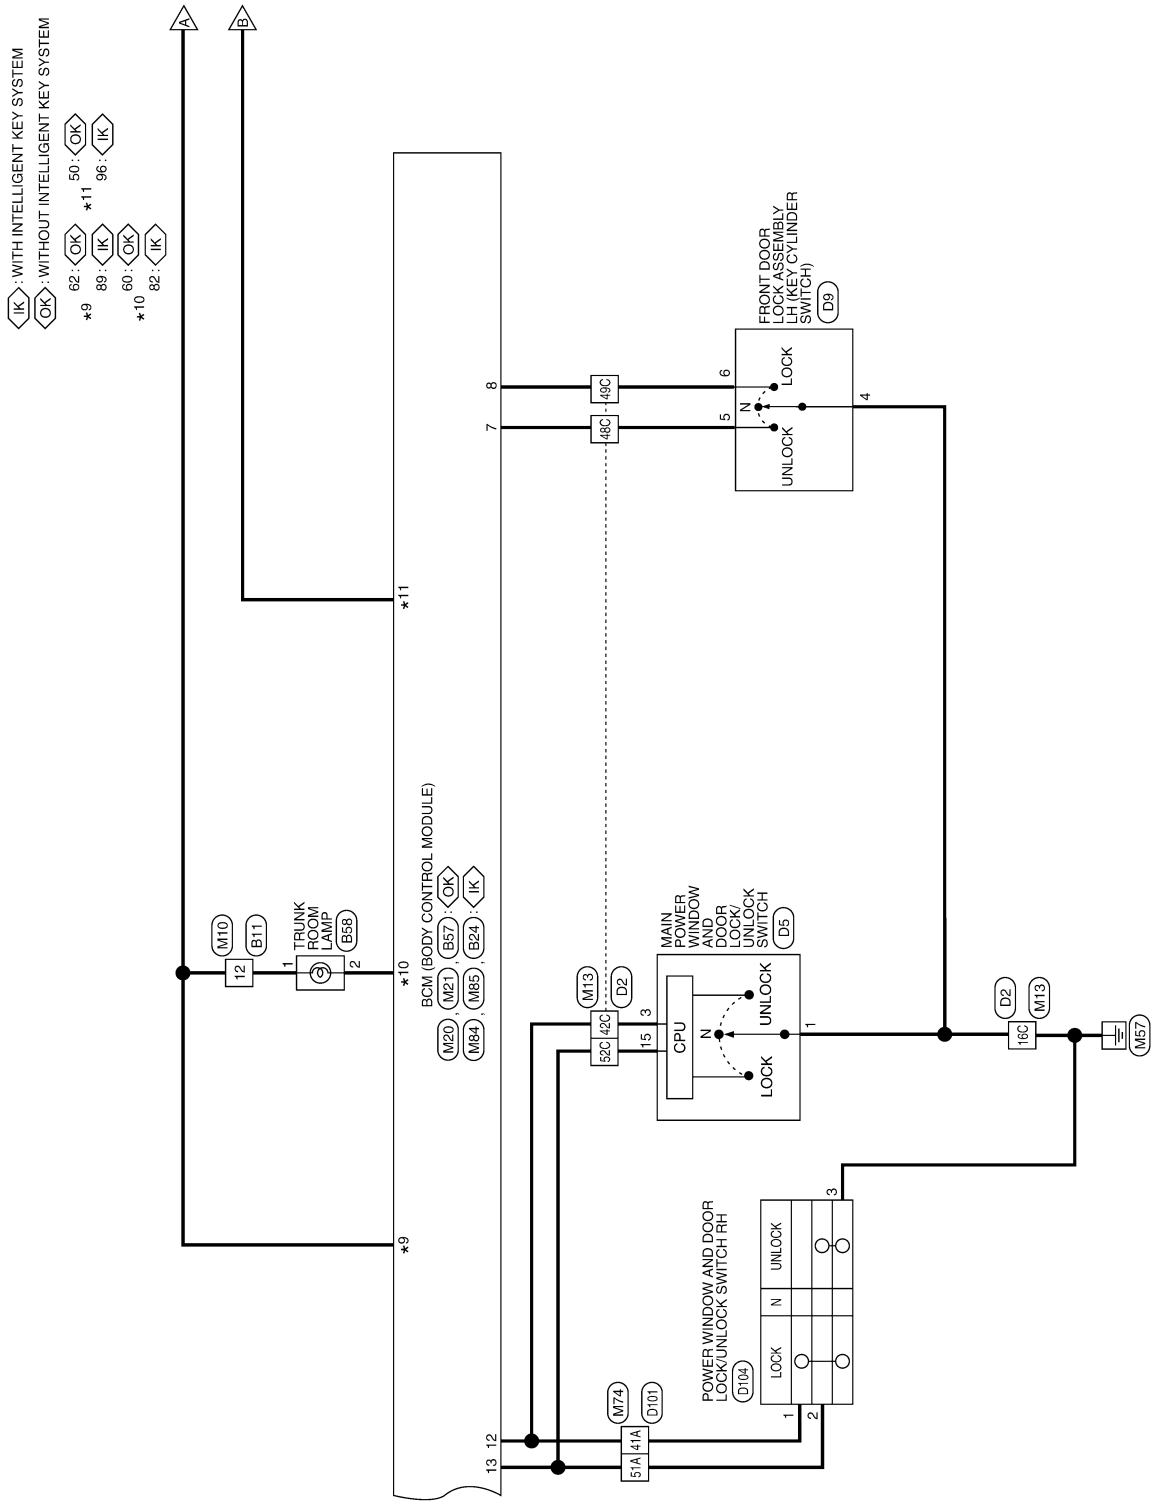 IK : WITH INTELLIGENT KEY SYSTEM
OK : WITHOUT INTELLIGENT KEY SYSTEM
*9
62 : OK
89 : IK
*10
60 : OK
82 : IK
*11
50 : OK
96 : IK
A
B
M10
B11
12
1
TRUNK
ROOM
LAMP
B58
2
*9
*10
*11
BCM (BODY CONTROL MODULE)
M20 , M21 , B57 : OK
M84 , M85 , B24 : IK
13
12
7
8
M13
D2
52C
42C
48C
49C
15
3
MAIN
POWER
WINDOW
AND
DOOR
LOCK/
UNLOCK
SWITCH
D5
CPU
N
LOCK
UNLOCK
1
FRONT DOOR
LOCK ASSEMBLY
LH (KEY CYLINDER
SWITCH)
D9
5
6
N
UNLOCK
LOCK
4
M74
D101
51A
41A
POWER WINDOW AND DOOR
LOCK/UNLOCK SWITCH RH
D104
LOCK
N
UNLOCK
1
2
3
D2
M13
16C
M57